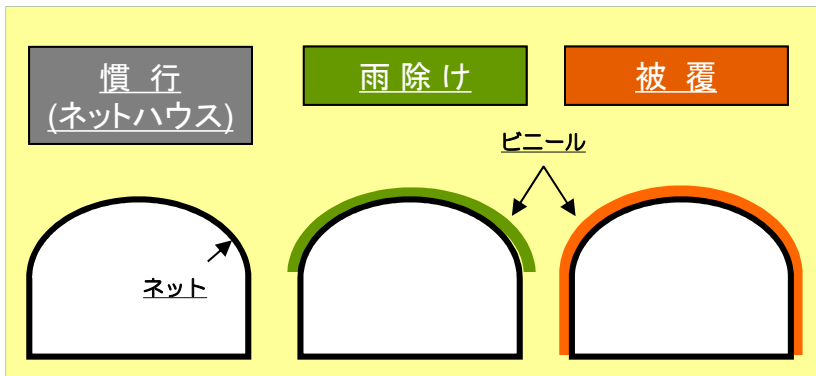 慣 行
(ネットハウス)
雨 除 け
被 覆
ビニール
ネット